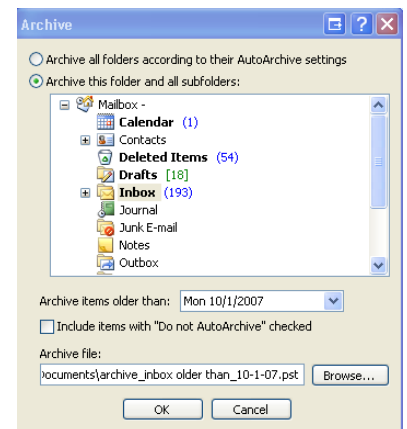 Archive
Archive all folders according to their AutoArchive settings
Archive this folder and all subfolders:
Mailbox -
Calendar (1)
Contacts
Deleted Items (54)
Drafts [18]
Inbox (193)
Journal
Junk E-mail
Notes
Outbox
Archive items older than: Mon 10/1/2007
Include items with "Do not AutoArchive" checked
Archive file:
ocuments\archive_inbox older than_10-1-07.pst Browse...
OK Cancel